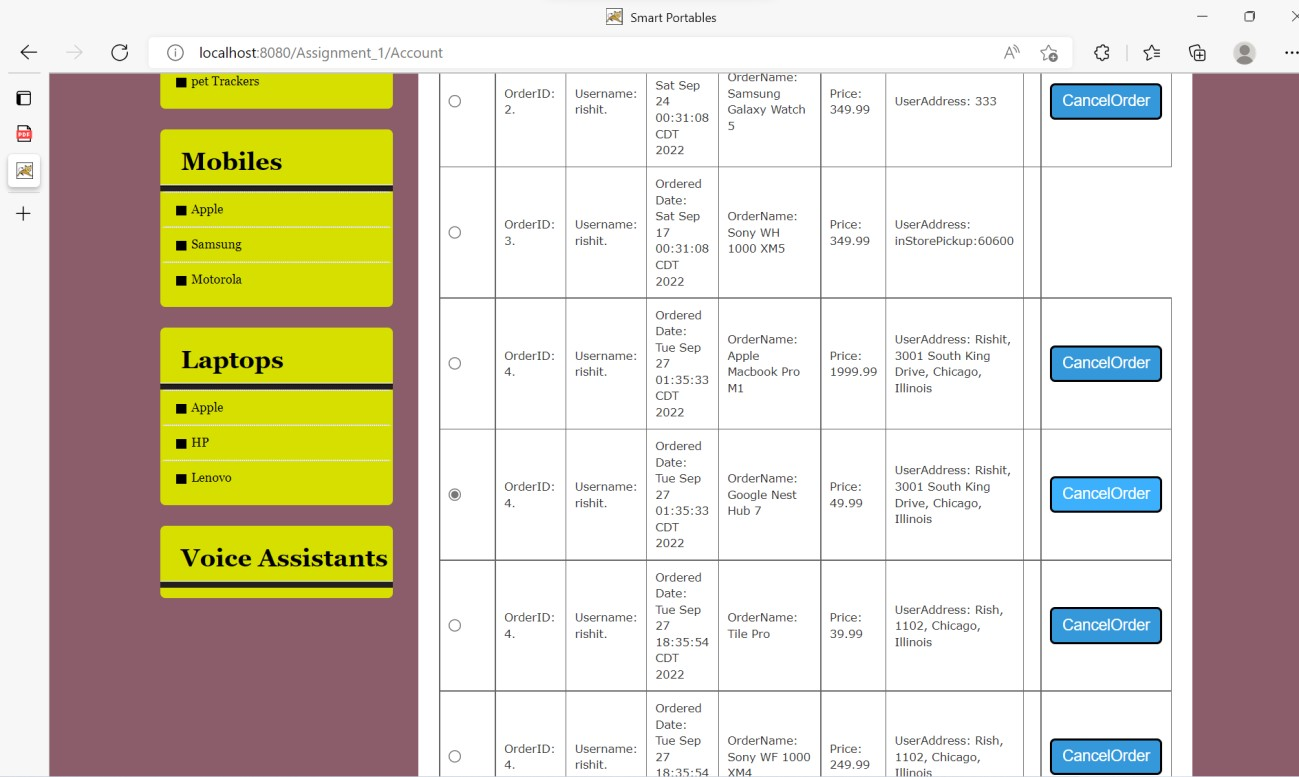 Smart Portables
localhost:8080/Assignment_1/Account
PDF
pet Trackers
Mobiles
Apple
Samsung
Motorola
Laptops
Apple
HP
Lenovo
Voice Assistants
OrderID:
2.
Username:
rishit.
Sat Sep
24
00:31:08
CDT
2022
OrderName:
Samsung
Galaxy Watch
5
Price:
349.99
UserAddress: 333
CancelOrder
OrderID:
3.
Username:
rishit.
Ordered
Date:
Sat Sep
17
00:31:08
CDT
2022
OrderName:
Sony WH
1000 XM5
Price:
349.99
UserAddress:
inStorePickup:60600
OrderID:
4.
Username:
rishit.
Ordered
Date:
Tue Sep
27
01:35:33
CDT
2022
OrderName:
Apple
Macbook Pro
M1
Price:
1999.99
UserAddress: Rishit,
3001 South King
Drive, Chicago,
Illinois
CancelOrder
OrderID:
4.
Username:
rishit.
Ordered
Date:
Tue Sep
27
01:35:33
CDT
2022
OrderName:
Google Nest
Hub 7
Price:
49.99
UserAddress: Rishit,
3001 South King
Drive, Chicago,
Illinois
CancelOrder
OrderID:
4.
Username:
rishit.
Ordered
Date:
Tue Sep
27
18:35:54
CDT
2022
OrderName:
Tile Pro
Price:
39.99
UserAddress: Rish,
1102, Chicago,
Illinois
CancelOrder
OrderID:
4.
Username:
rishit.
Ordered
Date:
Tue Sep
27
18:35:54
OrderName:
Sony WF 1000
XM4
Price:
249.99
UserAddress: Rish,
1102, Chicago,
Illinois
CancelOrder